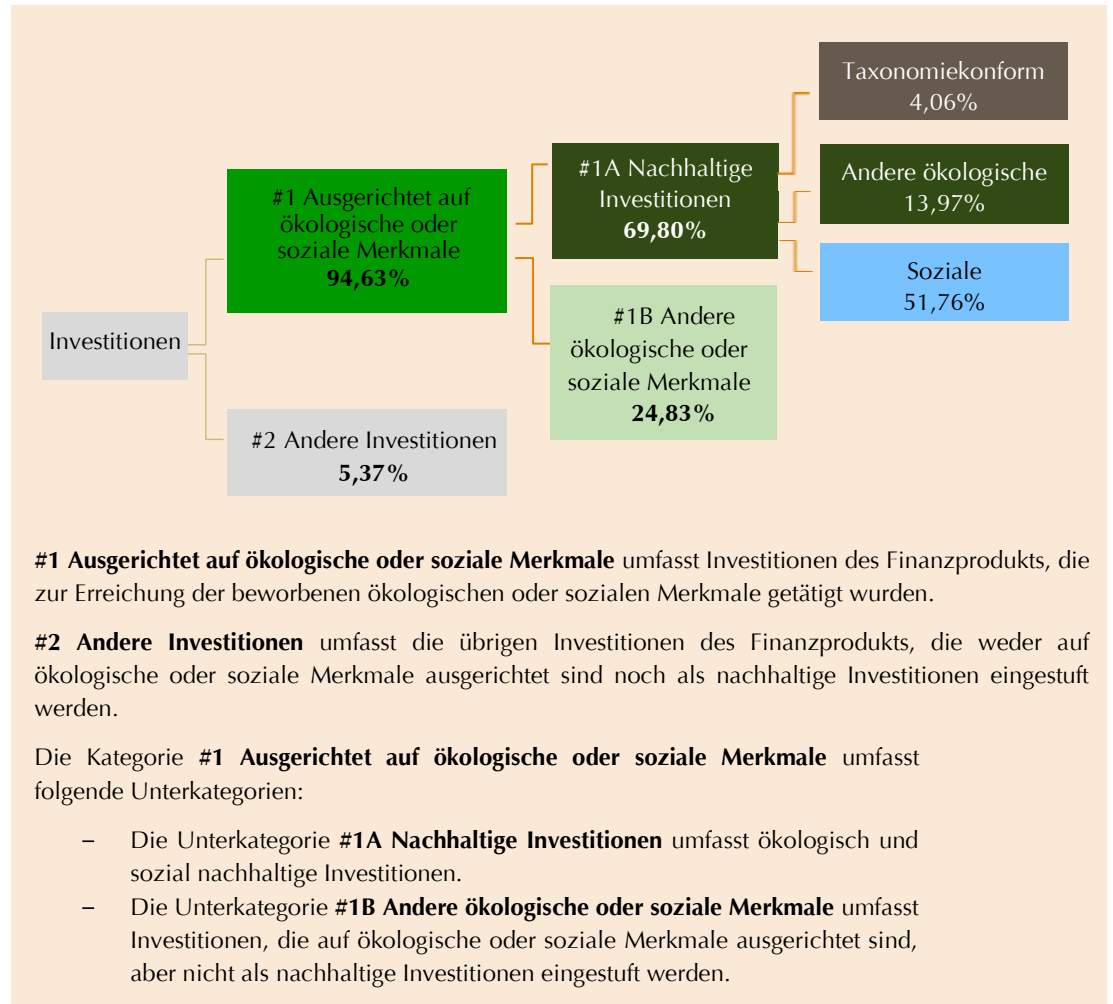 Investitionen
#1 Ausgerichtet auf
ökologische oder
soziale Merkmale
94,63%
#2 Andere Investitionen
5,37%
#1A Nachhaltige
Investitionen
69,80%
#1B Andere
ökologische oder
soziale Merkmale
24,83%
Taxonomiekonform
4,06%
Andere ökologische
13,97%
Soziale
51,76%
#1 Ausgerichtet auf ökologische oder soziale Merkmale umfasst Investitionen des Finanzprodukts, die
zur Erreichung der beworbenen ökologischen oder sozialen Merkmale getätigt wurden.
#2 Andere Investitionen umfasst die übrigen Investitionen des Finanzprodukts, die weder auf
ökologische oder soziale Merkmale ausgerichtet sind noch als nachhaltige Investitionen eingestuft
werden.
Die Kategorie #1 Ausgerichtet auf ökologische oder soziale Merkmale umfasst
folgende Unterkategorien:
– Die Unterkategorie #1A Nachhaltige Investitionen umfasst ökologisch und
sozial nachhaltige Investitionen.
– Die Unterkategorie #1B Andere ökologische oder soziale Merkmale umfasst
Investitionen, die auf ökologische oder soziale Merkmale ausgerichtet sind,
aber nicht als nachhaltige Investitionen eingestuft werden.